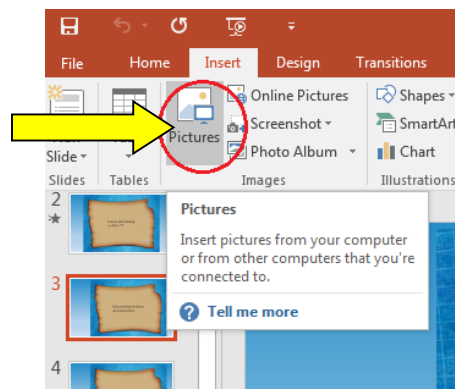 File Home Insert Design Transitions
Online Pictures Shapes
Pictures Screenshot SmartArt
Slide Photo Album Chart
Slides Tables Images Illustrations
2
Pictures
Insert pictures from your computer
or from other computers that you're
connected to.
3
Tell me more
4